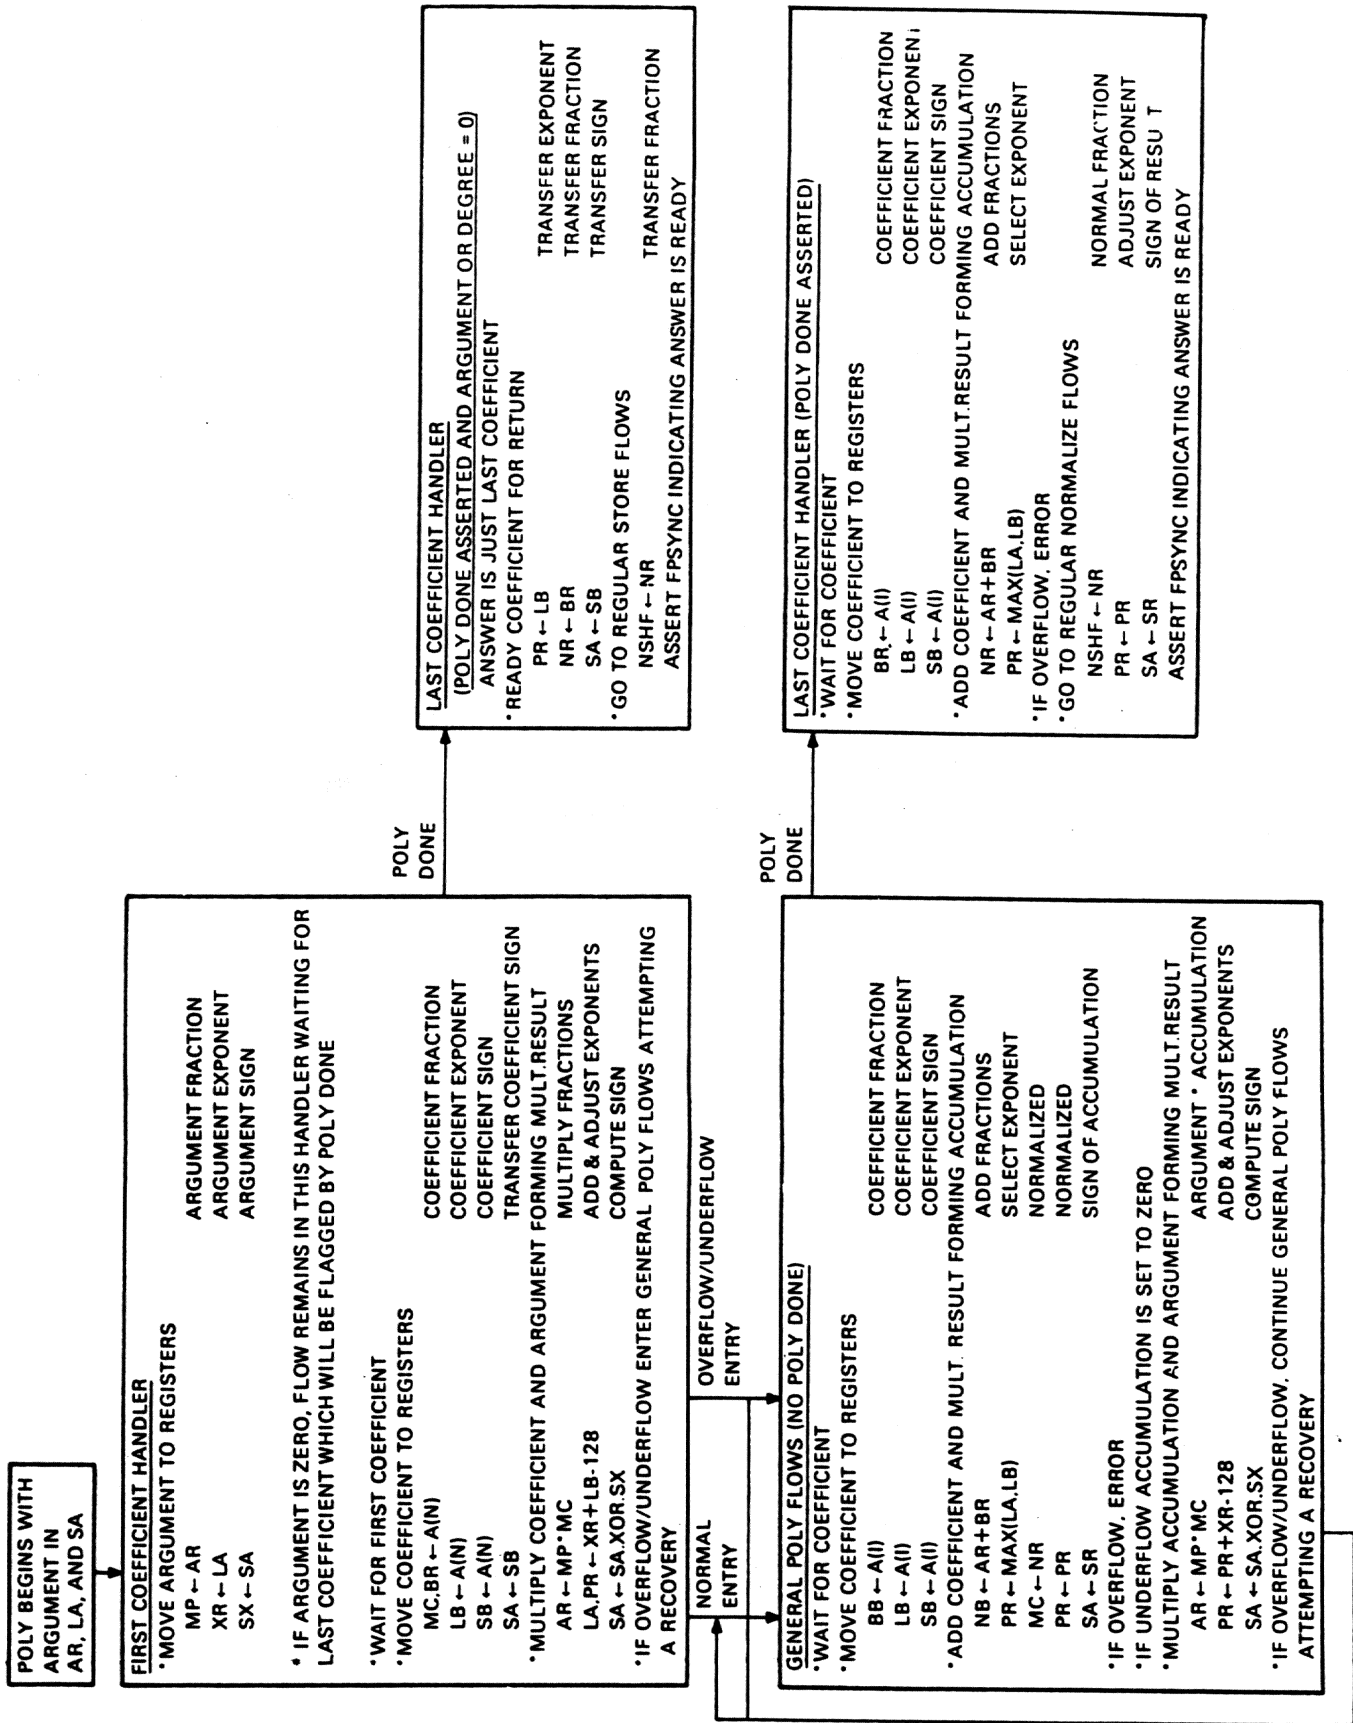 POLY BEGINS WITH
ARGUMENT IN
AR, LA, AND SA
FIRST COEFFICIENT HANDLER
*MOVE ARGUMENT TO REGISTERS
MP ← AR ARGUMENT FRACTION
XR ← LA ARGUMENT EXPONENT
SX ← SA ARGUMENT SIGN
* IF ARGUMENT IS ZERO, FLOW REMAINS IN THIS HANDLER WAITING FOR
LAST COEFFICIENT WHICH WILL BE FLAGGED BY POLY DONE
*WAIT FOR FIRST COEFFICIENT
*MOVE COEFFICIENT TO REGISTERS
MC,BR ← A(N) COEFFICIENT FRACTION
LB ← A(N) COEFFICIENT EXPONENT
SB ← A(N) COEFFICIENT SIGN
SA ← SB TRANSFER COEFFICIENT SIGN
*MULTIPLY COEFFICIENT AND ARGUMENT FORMING MULT.RESULT
AR ← MP*MC MULTIPLY FRACTIONS
LA,PR ← XR+LB-128 ADD & ADJUST EXPONENTS
SA ← SA.XOR.SX COMPUTE SIGN
*IF OVERFLOW/UNDERFLOW ENTER GENERAL POLY FLOWS ATTEMPTING
A RECOVERY
POLY
DONE
LAST COEFFICIENT HANDLER
(POLY DONE ASSERTED AND ARGUMENT OR DEGREE = 0)
ANSWER IS JUST LAST COEFFICIENT
*READY COEFFICIENT FOR RETURN
PR ← LB TRANSFER EXPONENT
NR ← BR TRANSFER FRACTION
SA ← SB TRANSFER SIGN
*GO TO REGULAR STORE FLOWS
NSHF ← NR TRANSFER FRACTION
ASSERT FPSYNC INDICATING ANSWER IS READY
NORMAL
ENTRY
OVERFLOW/UNDERFLOW
ENTRY
GENERAL POLY FLOWS (NO POLY DONE)
*WAIT FOR COEFFICIENT
*MOVE COEFFICIENT TO REGISTERS
BB ← A(I) COEFFICIENT FRACTION
LB ← A(I) COEFFICIENT EXPONENT
SB ← A(I) COEFFICIENT SIGN
*ADD COEFFICIENT AND MULT. RESULT FORMING ACCUMULATION
NB ← AR+BR ADD FRACTIONS
PR ← MAX(LA,LB) SELECT EXPONENT
MC ← NR NORMALIZED
PR ← PR NORMALIZED
SA ← SR SIGN OF ACCUMULATION
*IF OVERFLOW, ERROR
*IF UNDERFLOW ACCUMULATION IS SET TO ZERO
*MULTIPLY ACCUMULATION AND ARGUMENT FORMING MULT.RESULT
AR ← MP*MC ARGUMENT * ACCUMULATION
PR ← PR+XR-128 ADD & ADJUST EXPONENTS
SA ← SA.XOR.SX COMPUTE SIGN
*IF OVERFLOW/UNDERFLOW, CONTINUE GENERAL POLY FLOWS
ATTEMPTING A RECOVERY
POLY
DONE
LAST COEFFICIENT HANDLER (POLY DONE ASSERTED)
*WAIT FOR COEFFICIENT
*MOVE COEFFICIENT TO REGISTERS
BR ← A(I) COEFFICIENT FRACTION
LB ← A(I) COEFFICIENT EXPONENT
SB ← A(I) COEFFICIENT SIGN
*ADD COEFFICIENT AND MULT.RESULT FORMING ACCUMULATION
NR ← AR+BR ADD FRACTIONS
PR ← MAX(LA,LB) SELECT EXPONENT
*IF OVERFLOW, ERROR
*GO TO REGULAR NORMALIZE FLOWS
NSHF ← NR NORMAL FRACTION
PR ← PR ADJUST EXPONENT
SA ← SR SIGN OF RESU T
ASSERT FPSYNC INDICATING ANSWER IS READY